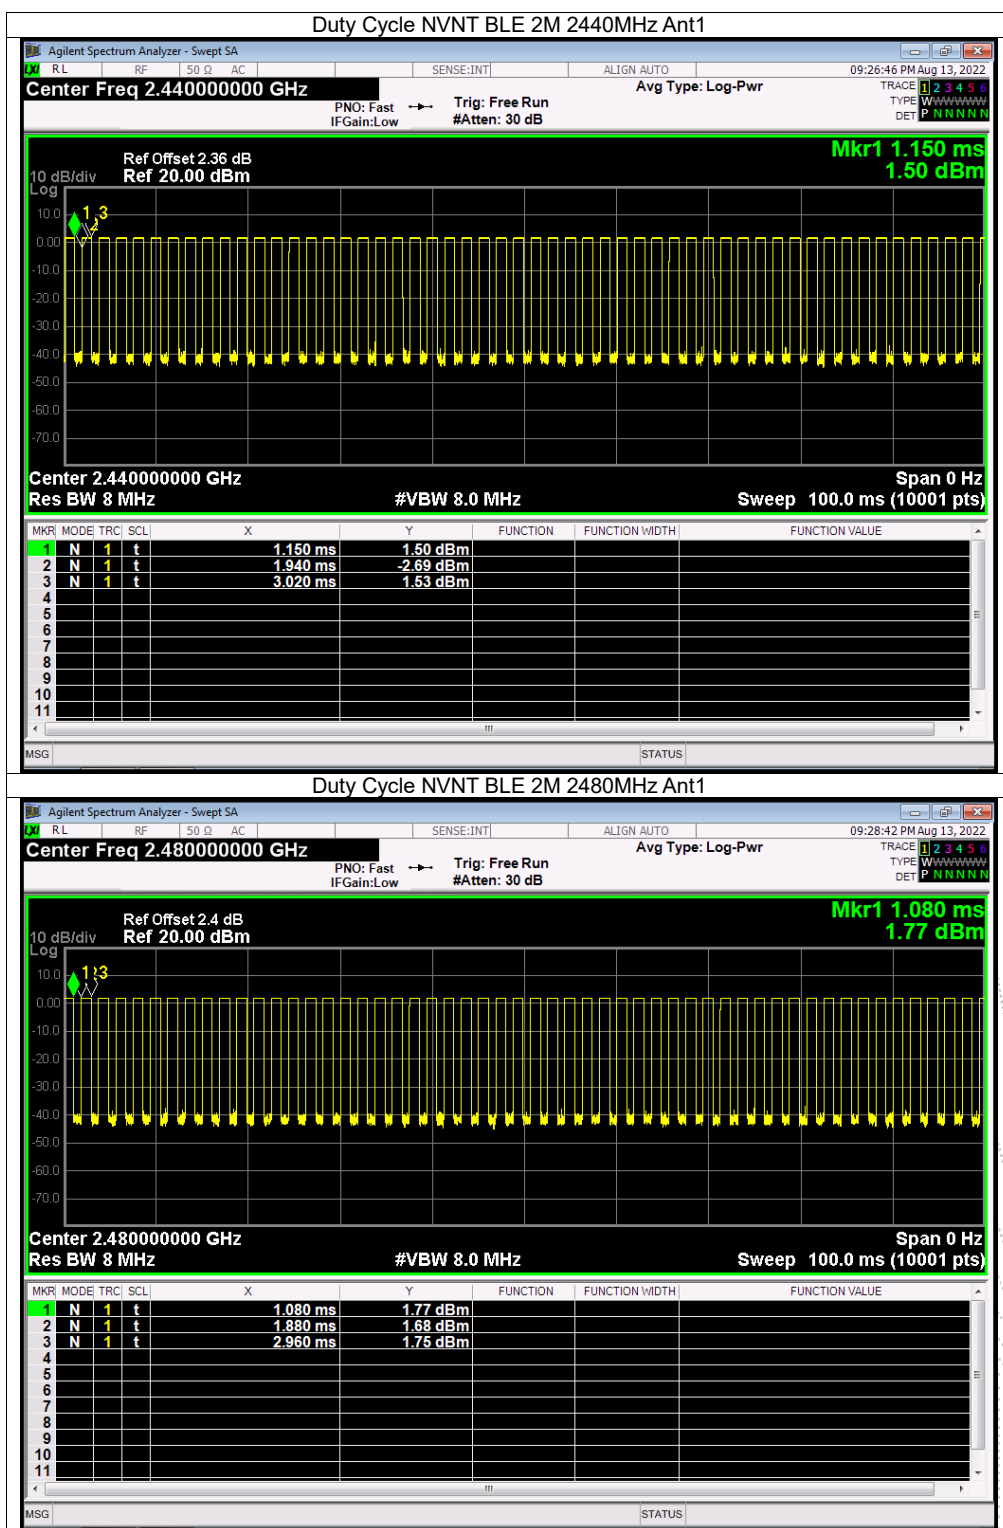 Duty Cycle NVNT BLE 2M 2440MHz Ant1
Agilent Spectrum Analyzer - Swept SA
LXI RL RF 50 Ω AC SENSE:INT ALIGN AUTO 09:26:46 PM Aug 13, 2022
Center Freq 2.440000000 GHz Avg Type: Log-Pwr TRACE 1 2 3 4 5 6
PNO: Fast Trig: Free Run TYPE WWWWWW
IFGain:Low #Atten: 30 dB DET P N N N N N
Mkr1 1.150 ms
Ref Offset 2.36 dB
10 dB/div Ref 20.00 dBm 1.50 dBm
Log
10.0
0.00
-10.0
-20.0
-30.0
-40.0
-50.0
-60.0
-70.0
1 2 3
Center 2.440000000 GHz Span 0 Hz
Res BW 8 MHz #VBW 8.0 MHz Sweep 100.0 ms (10001 pts)
MKR MODE TRC SCL X Y FUNCTION FUNCTION WIDTH FUNCTION VALUE
1 N 1 t 1.150 ms 1.50 dBm
2 N 1 t 1.940 ms -2.69 dBm
3 N 1 t 3.020 ms 1.53 dBm
4
5
6
7
8
9
10
11
MSG STATUS
Duty Cycle NVNT BLE 2M 2480MHz Ant1
Agilent Spectrum Analyzer - Swept SA
LXI RL RF 50 Ω AC SENSE:INT ALIGN AUTO 09:28:42 PM Aug 13, 2022
Center Freq 2.480000000 GHz Avg Type: Log-Pwr TRACE 1 2 3 4 5 6
PNO: Fast Trig: Free Run TYPE WWWWWW
IFGain:Low #Atten: 30 dB DET P N N N N N
Mkr1 1.080 ms
Ref Offset 2.4 dB
10 dB/div Ref 20.00 dBm 1.77 dBm
Log
10.0
0.00
-10.0
-20.0
-30.0
-40.0
-50.0
-60.0
-70.0
1 2 3
Center 2.480000000 GHz Span 0 Hz
Res BW 8 MHz #VBW 8.0 MHz Sweep 100.0 ms (10001 pts)
MKR MODE TRC SCL X Y FUNCTION FUNCTION WIDTH FUNCTION VALUE
1 N 1 t 1.080 ms 1.77 dBm
2 N 1 t 1.880 ms 1.68 dBm
3 N 1 t 2.960 ms 1.75 dBm
4
5
6
7
8
9
10
11
MSG STATUS